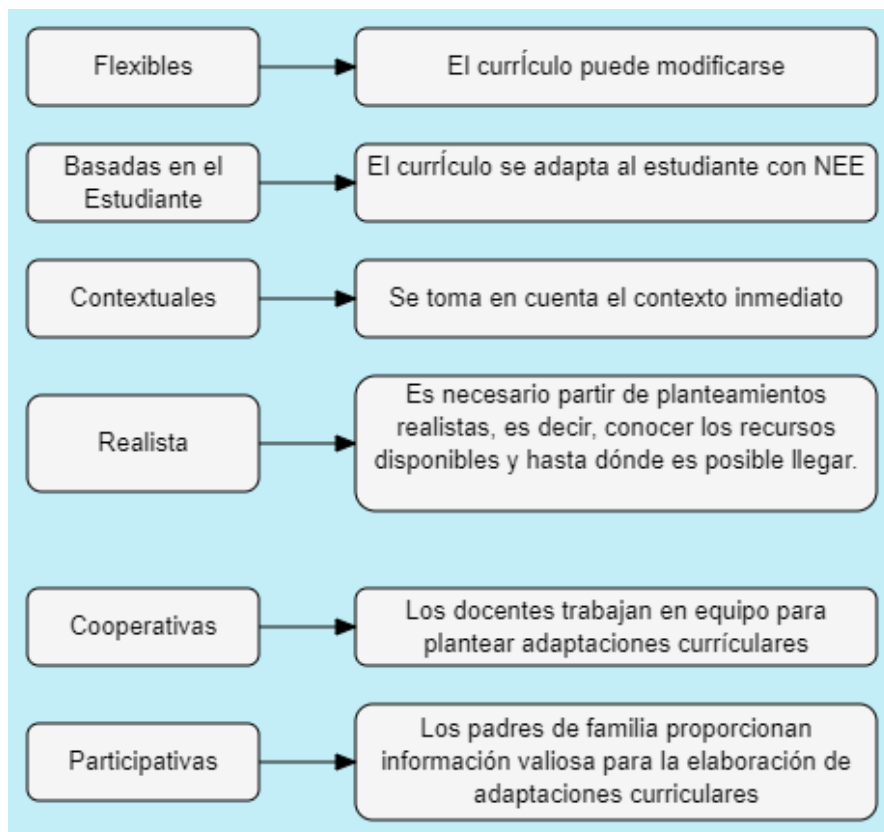 Flexibles
El currÍculo puede modificarse
Basadas en el
Estudiante
El currÍculo se adapta al estudiante con NEE
Contextuales
Se toma en cuenta el contexto inmediato
Realista
Es necesario partir de planteamientos
realistas, es decir, conocer los recursos
disponibles y hasta dónde es posible llegar.
Cooperativas
Los docentes trabajan en equipo para
plantear adaptaciones currículares
Participativas
Los padres de familia proporcionan
información valiosa para la elaboración de
adaptaciones curriculares